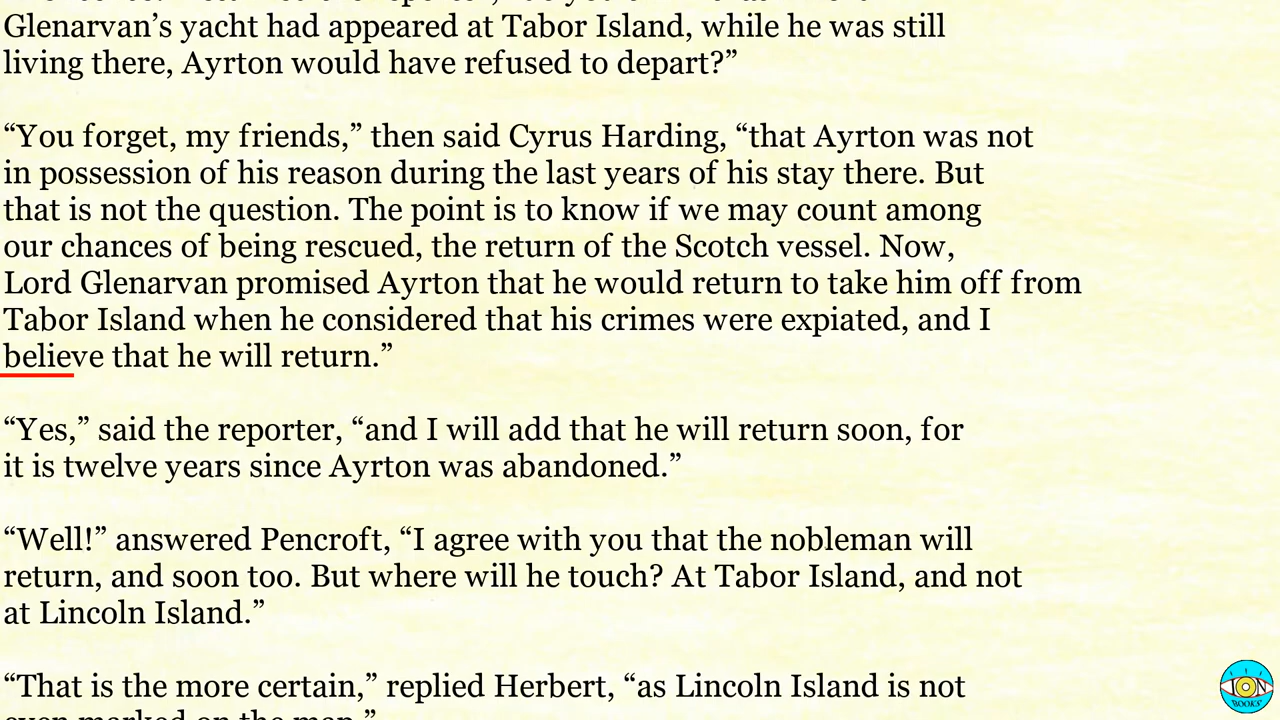 Glenarvan’s yacht had appeared at Tabor Island, while he was still
living there, Ayrton would have refused to depart?”
“You forget, my friends,” then said Cyrus Harding, “that Ayrton was not
in possession of his reason during the last years of his stay there. But
that is not the question. The point is to know if we may count among
our chances of being rescued, the return of the Scotch vessel. Now,
Lord Glenarvan promised Ayrton that he would return to take him off from
Tabor Island when he considered that his crimes were expiated, and I
believe that he will return.”
“Yes,” said the reporter, “and I will add that he will return soon, for
it is twelve years since Ayrton was abandoned.”
“Well!” answered Pencroft, “I agree with you that the nobleman will
return, and soon too. But where will he touch? At Tabor Island, and not
at Lincoln Island.”
“That is the more certain,” replied Herbert, “as Lincoln Island is not
even marked on the map.”
BOOKS